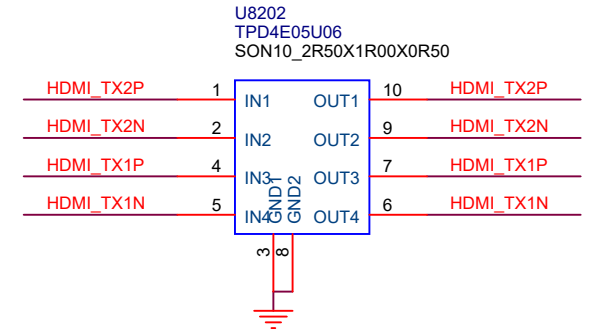 U8202
TPD4E05U06
SON10_2R50X1R00X0R50
HDMI_TX2P 1 IN1 OUT1 10 HDMI_TX2P
HDMI_TX2N 2 IN2 OUT2 9 HDMI_TX2N
HDMI_TX1P 4 IN3 OUT3 7 HDMI_TX1P
HDMI_TX1N 5 IN4 OUT4 6 HDMI_TX1N
GND1
GND2
3
8